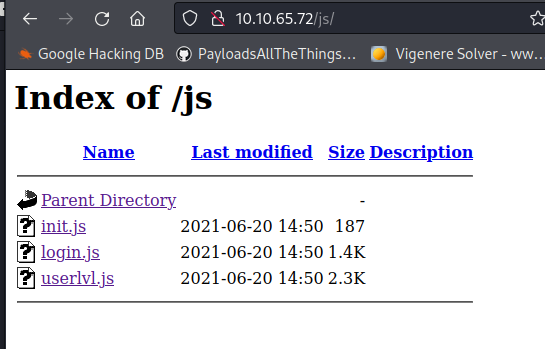 10.10.65.72/js/
Google Hacking DB PayloadsAllTheThings... Vigenere Solver - ww...
Index of /js
Name Last modified Size Description
Parent Directory -
init.js 2021-06-20 14:50 187
login.js 2021-06-20 14:50 1.4K
userlvl.js 2021-06-20 14:50 2.3K